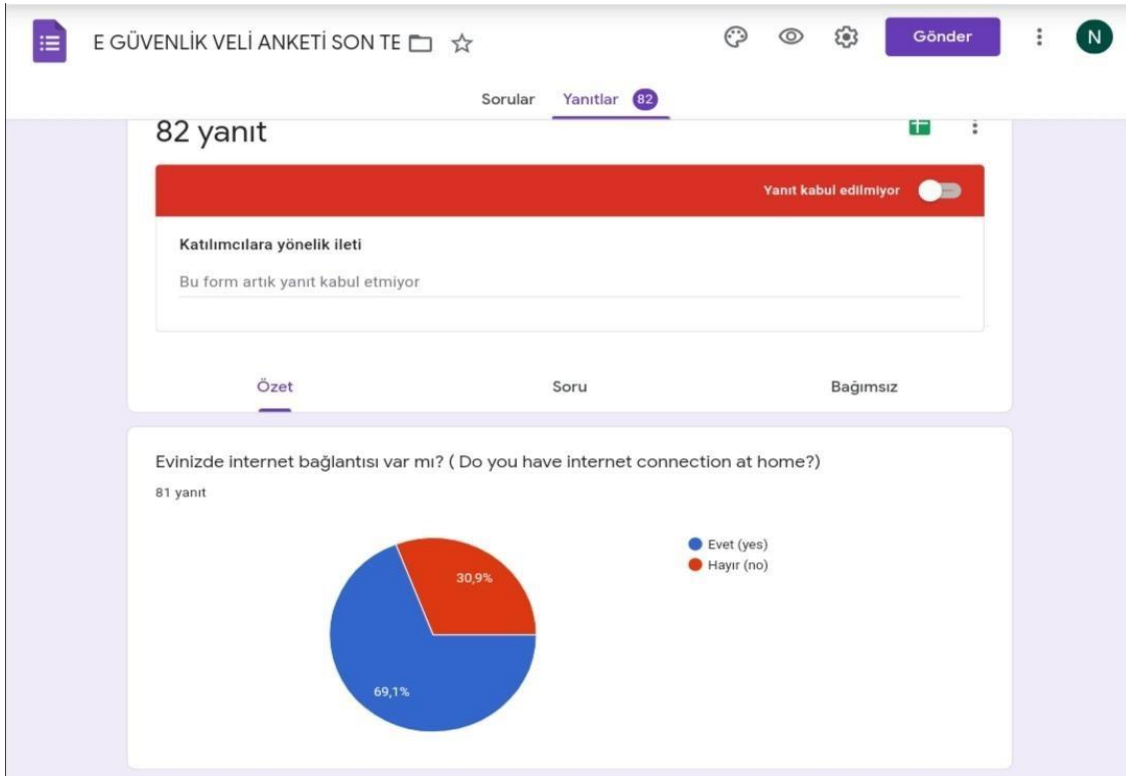 E GÜVENLİK VELİ ANKETİ SON TE
Gönder
N
Sorular Yanıtlar 82
82 yanıt
Yanıt kabul edilmiyor
Katılımcılara yönelik ileti
Bu form artık yanıt kabul etmiyor
Özet Soru Bağımsız
Evinizde internet bağlantısı var mı? ( Do you have internet connection at home?)
81 yanıt
Evet (yes)
Hayır (no)
30,9%
69,1%